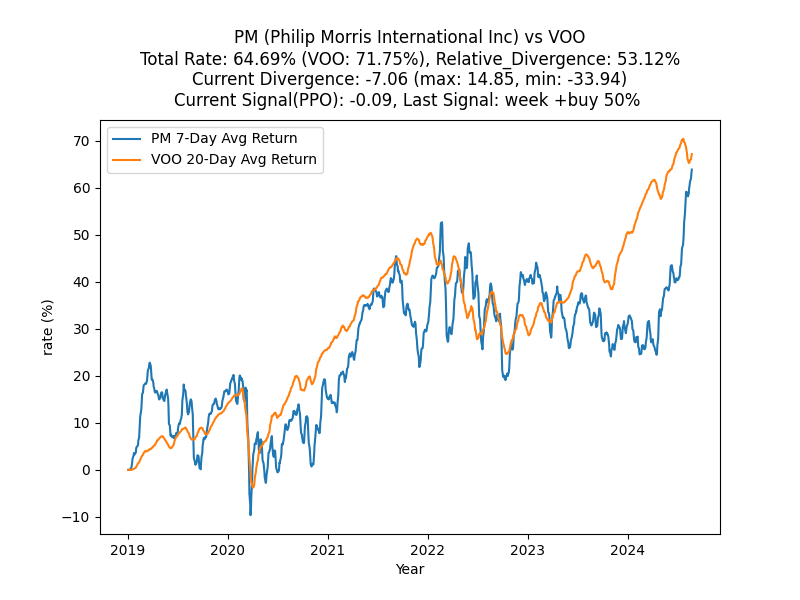 PM (Philip Morris International Inc) vs VOO
Total Rate: 64.69% (VOO: 71.75%), Relative_Divergence: 53.12%
Current Divergence: -7.06 (max: 14.85, min: -33.94)
Current Signal(PPO): -0.09, Last Signal: week +buy 50%
PM 7-Day Avg Return
VOO 20-Day Avg Return
70
60
50
40
30
20
10
0
−10
rate (%)
2019 2020 2021 2022 2023 2024
Year